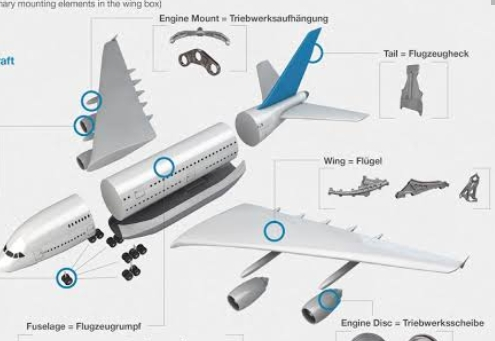 mary mounting elements in the wing box)
Engine Mount = Triebwerksaufhängung
aft
Tail = Flugzeugheck
Wing = Flügel
Fuselage = Flugzeugrumpf
Engine Disc = Triebwerksscheibe